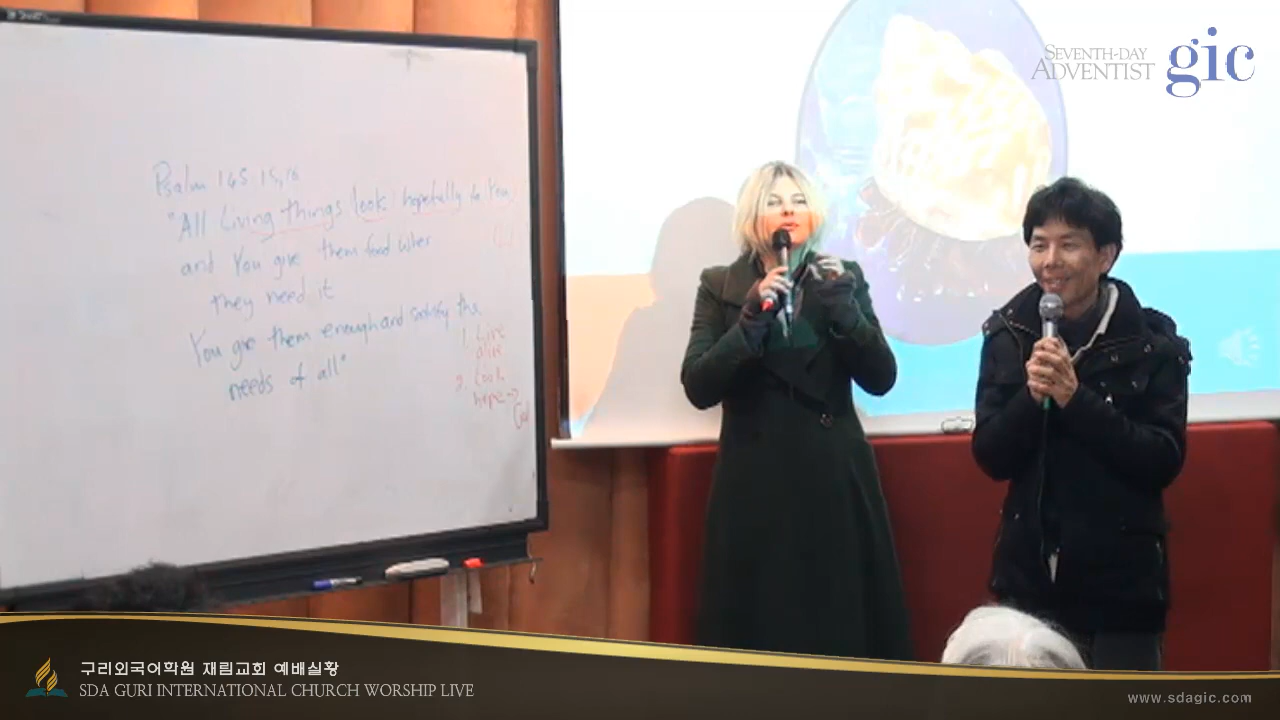 SEVENTH-DAY
ADVENTIST gic
Psalm 145 15,16
"All living things look hopefully to You,
and You give them food when
they need it
You give them enough and satisfy the
needs of all"
1. Live
alive
2. Look
hope →
God
구리외국어학원 재림교회 예배실황
SDA GURI INTERNATIONAL CHURCH WORSHIP LIVE
www.sdagic.com